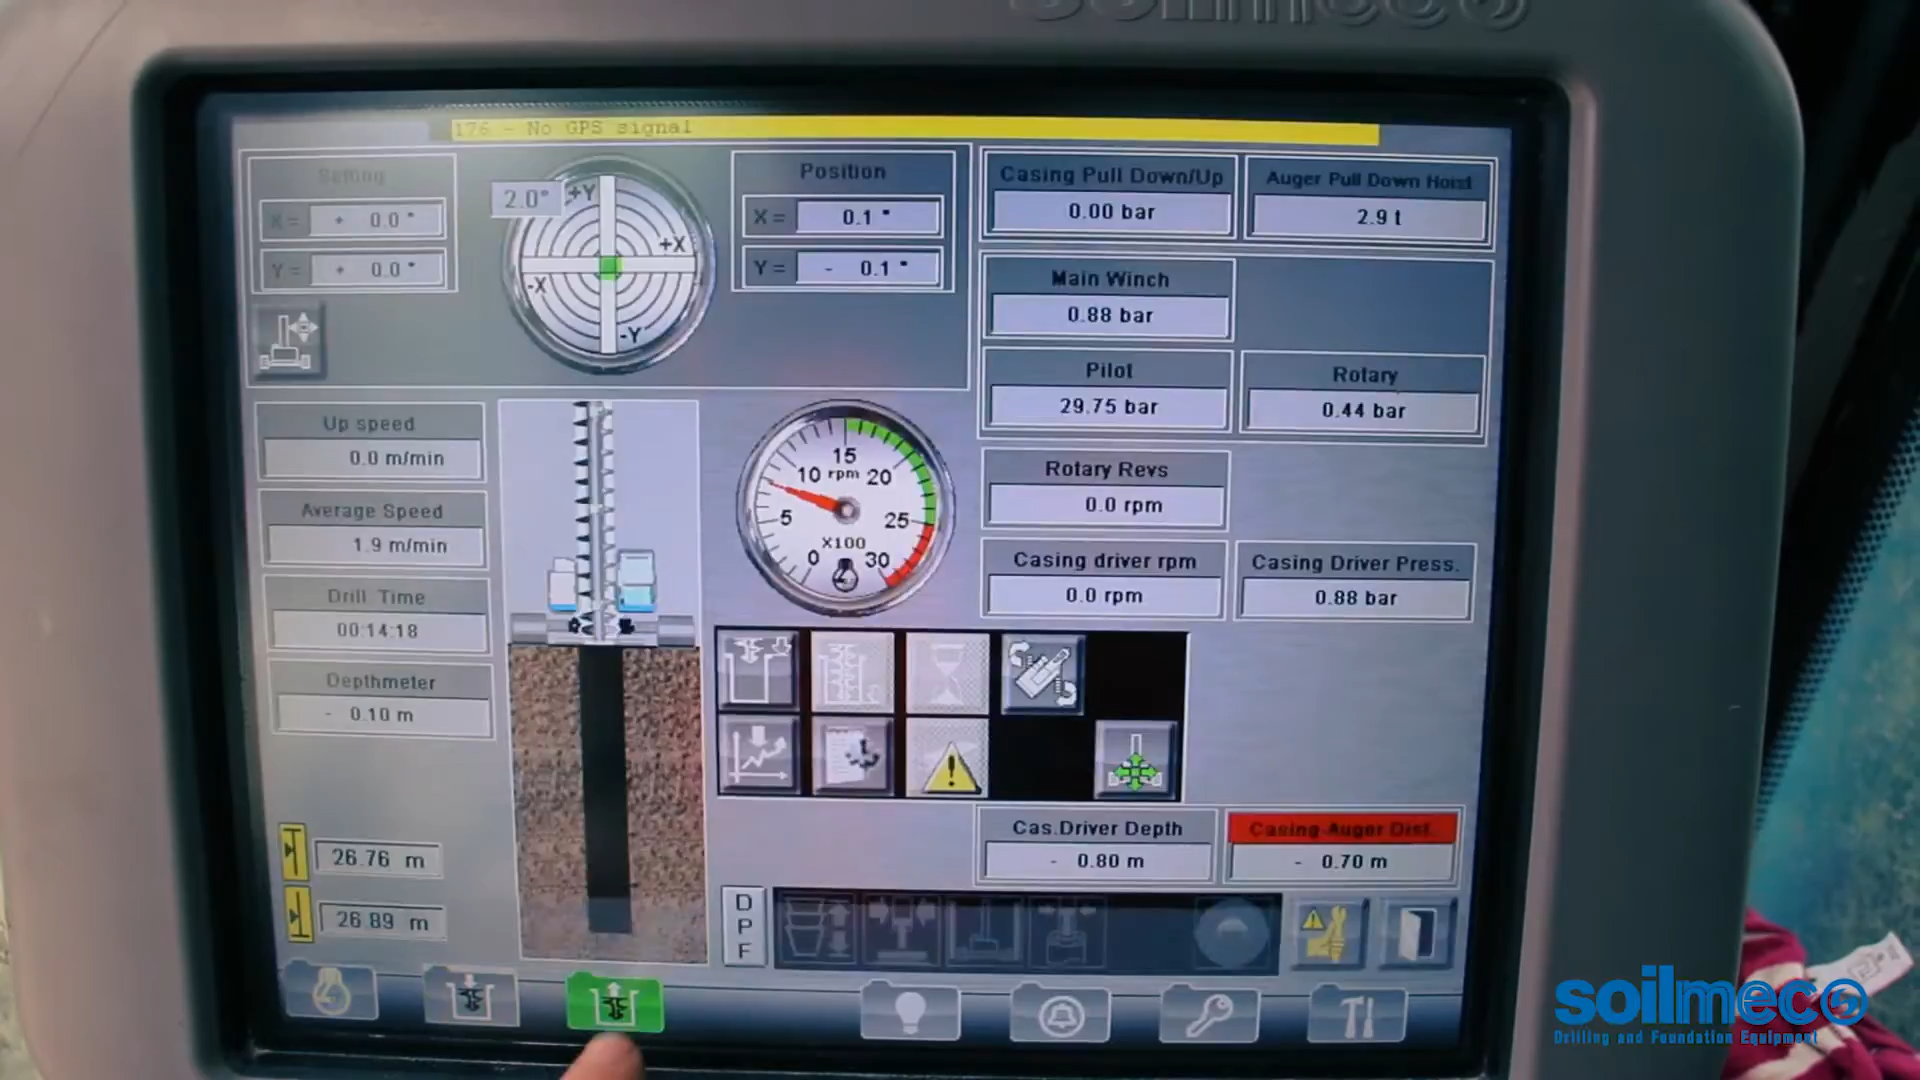 soilmec
176 - No GPS signal
Setting
X = + 0.0 °
Y = + 0.0 °
2.0°
+Y
+X
-X
-Y
Position
X = 0.1 °
Y = - 0.1 °
Casing Pull Down/Up
0.00 bar
Auger Pull Down Hoist
2.9 t
Main Winch
0.88 bar
Pilot
29.75 bar
Rotary
0.44 bar
Up speed
0.0 m/min
Average Speed
1.9 m/min
Drill Time
00:14:18
Depthmeter
- 0.10 m
15
10 rpm 20
5 25
X100
0 30
Rotary Revs
0.0 rpm
Casing driver rpm
0.0 rpm
Casing Driver Press.
0.88 bar
Cas.Driver Depth
- 0.80 m
Casing-Auger Dist.
- 0.70 m
26.76 m
26.89 m
D
P
F
soilmec
Drilling and Foundation Equipment